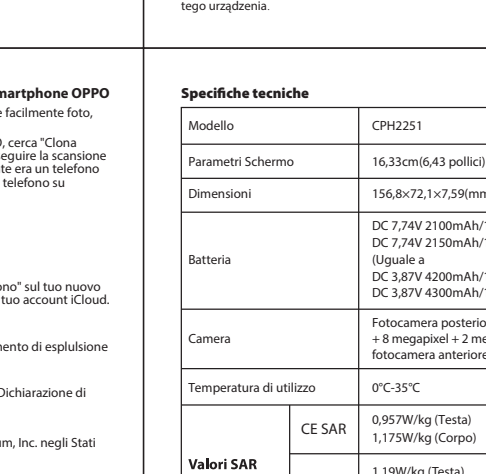 tego urządzenia.
martphone OPPO
facilmente foto,
, cerca "Clona
eguire la scansione
te era un telefono
telefono su
ono" sul tuo nuovo
tuo account iCloud.
mento di esplulsione
Dichiarazione di
m, Inc. negli Stati
Specifiche tecniche
Modello CPH2251
Parametri Schermo 16,33cm(6,43 pollici)
Dimensioni 156,8×72,1×7,59(mm
Batteria
DC 7,74V 2100mAh/1
DC 7,74V 2150mAh/1
(Uguale a
DC 3,87V 4200mAh/1
DC 3,87V 4300mAh/1
Camera
Fotocamera posterio
+ 8 megapixel + 2 me
fotocamera anteriore
Temperatura di utilizzo 0°C-35°C
Valori SAR
CE SAR
0,957W/kg (Testa)
1,175W/kg (Corpo)
1,19W/kg (Testa)